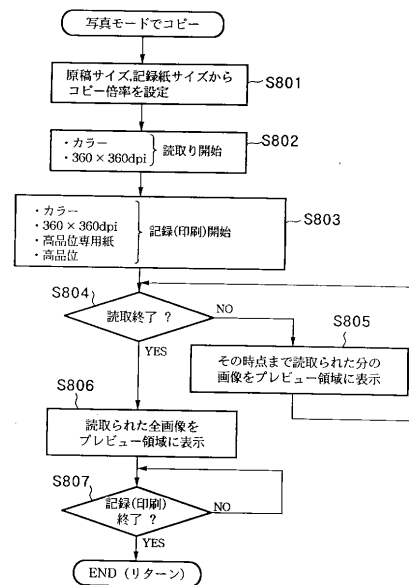 写真モードでコピー
原稿サイズ,記録紙サイズから
コピー倍率を設定
S801
・カラー
・360×360dpi
読取り開始
S802
・カラー
・360×360dpi
・高品位専用紙
・高品位
記録(印刷)開始
S803
S804
読取終了 ?
NO
YES
S805
その時点まで読取られた分の
画像をプレビュー領域に表示
S806
読取られた全画像を
プレビュー領域に表示
S807
記録(印刷)
終了 ?
NO
YES
END (リターン)